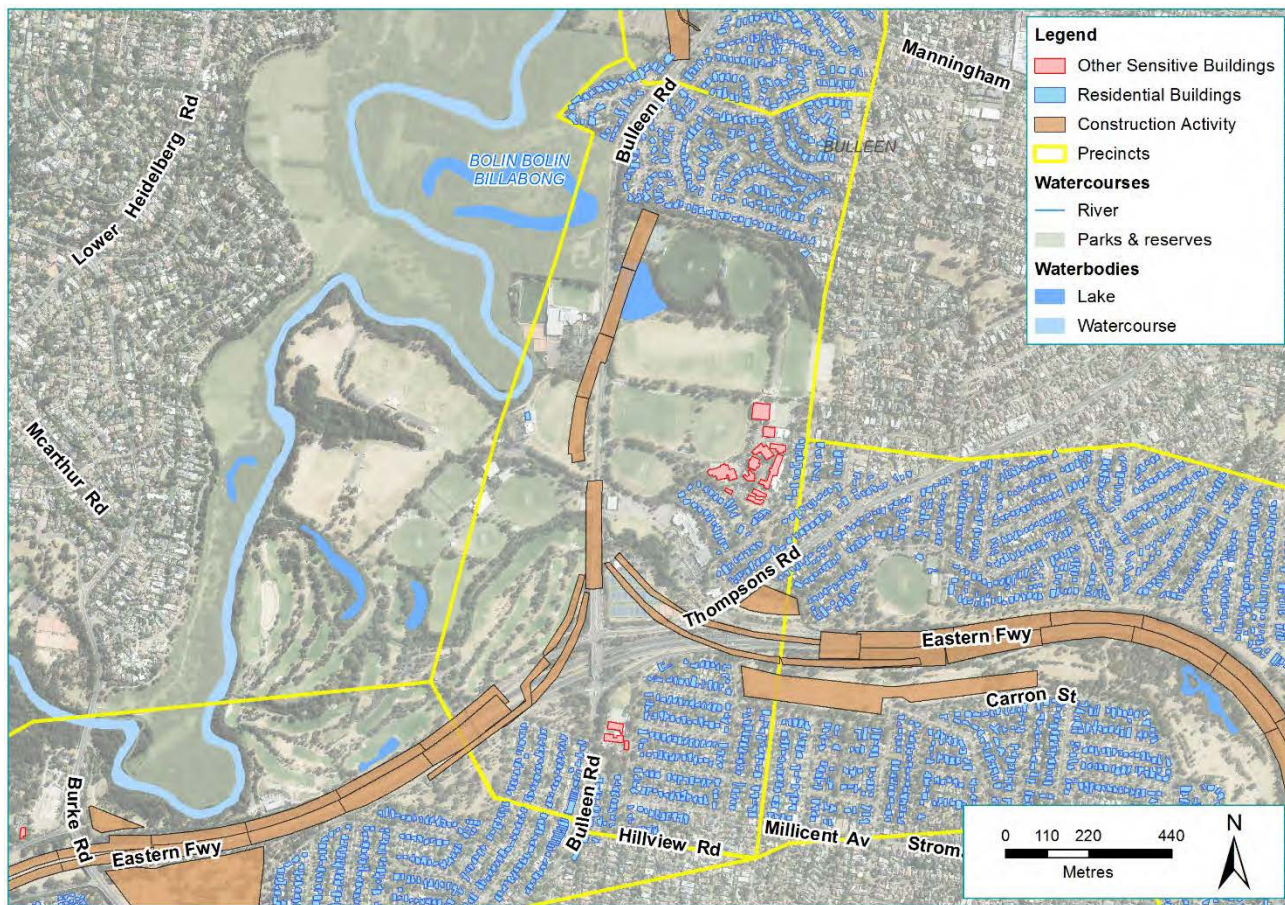 Lower Heidelberg Rd
Mcarthur Rd
BOLIN BOLIN
BILLABONG
Bulleen Rd
Manningham
BULLEEN
Legend
Other Sensitive Buildings
Residential Buildings
Construction Activity
Precincts
Watercourses
River
Parks & reserves
Waterbodies
Lake
Watercourse
Thompsons Rd
Eastern Fwy
Carron St
Burke Rd
Eastern Fwy
Bulleen Rd
Hillview Rd
Millicent Av
Strom
0 110 220 440
Metres
N